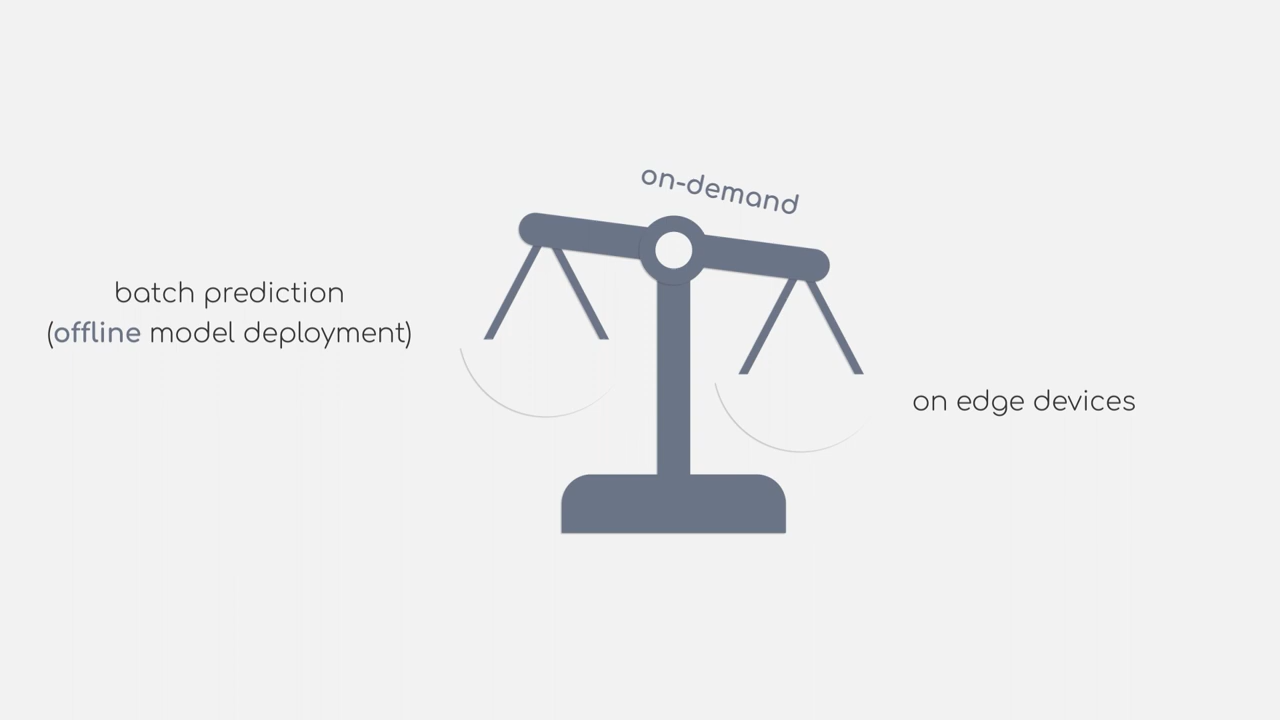 on-demand
batch prediction
(offline model deployment)
on edge devices